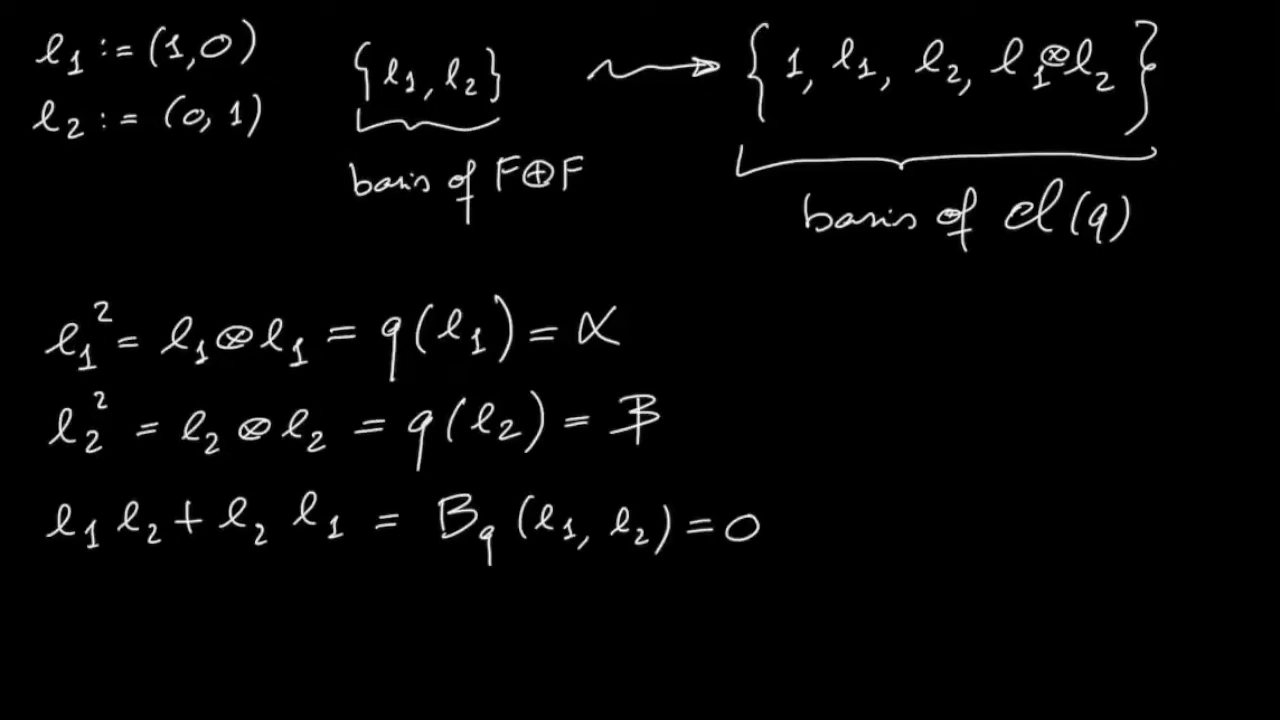 e₁ := (1,0)
e₂ := (0,1)
{e₁, e₂}
basis of F⊕F
{1, e₁, e₂, e₁⊗e₂}
basis of Cl(q)
e₁² = e₁⊗e₁ = q(e₁) = α
e₂² = e₂⊗e₂ = q(e₂) = β
e₁ e₂ + e₂ e₁ = B_q(e₁, e₂) = 0